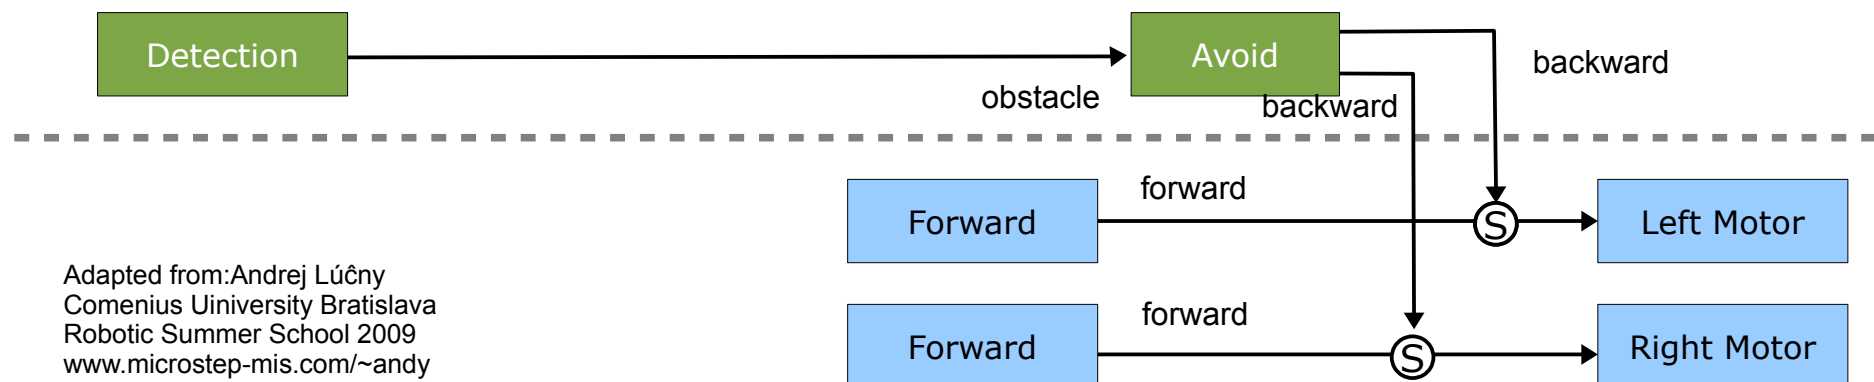 Detection
Avoid
backward
obstacle
backward
forward
Forward
S
Left Motor
forward
Forward
S
Right Motor
Adapted from:Andrej Lúĉny
Comenius Uiniversity Bratislava
Robotic Summer School 2009
www.microstep-mis.com/~andy